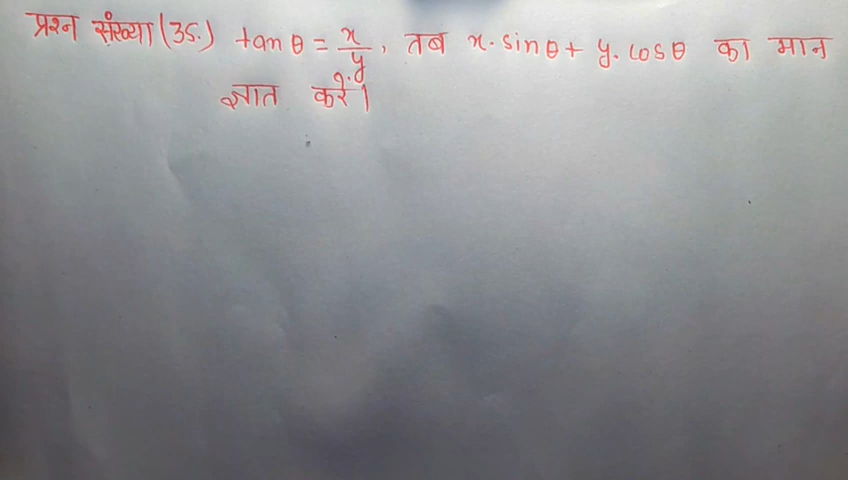 प्रश्न संख्या (35.) tan θ = x/y, तब x. sin θ + y. cos θ का मान
ज्ञात करें।